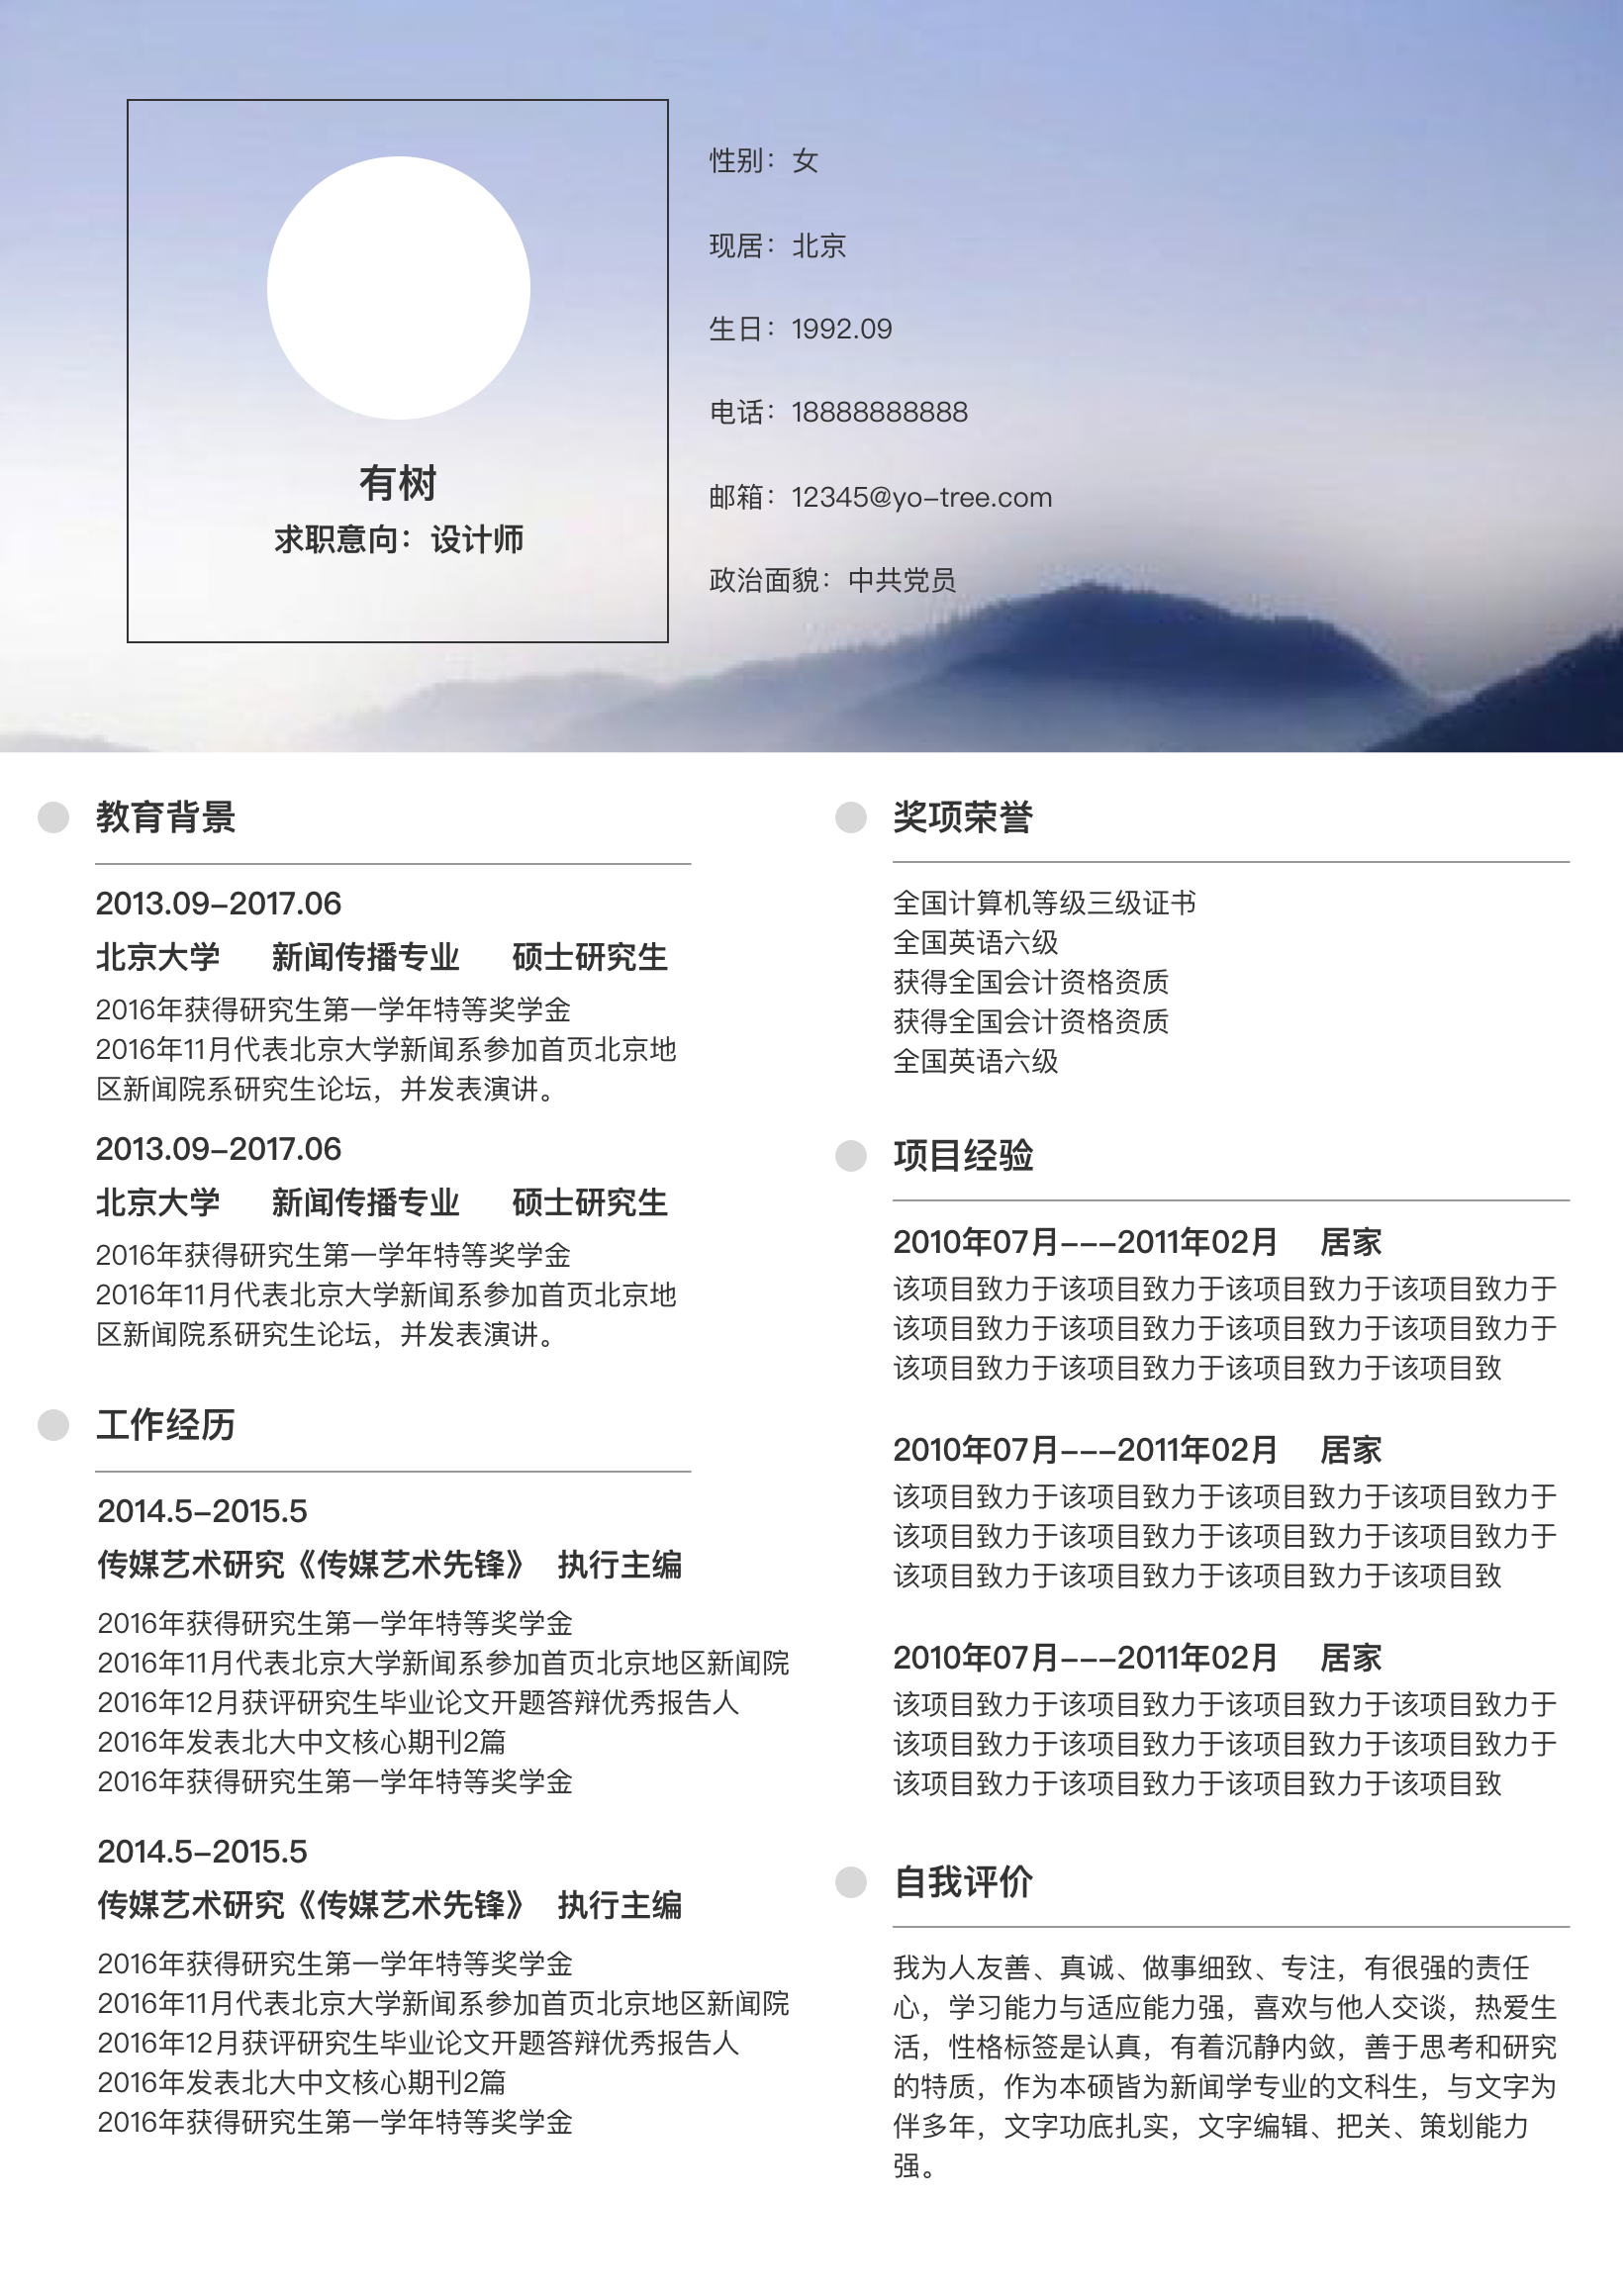 有树
求职意向：设计师
性别：女
现居：北京
生日：1992.09
电话：18888888888
邮箱：12345@yo-tree.com
政治面貌：中共党员
教育背景
2013.09-2017.06
北京大学 新闻传播专业 硕士研究生
2016年获得研究生第一学年特等奖学金
2016年11月代表北京大学新闻系参加首页北京地
区新闻院系研究生论坛，并发表演讲。
2013.09-2017.06
北京大学 新闻传播专业 硕士研究生
2016年获得研究生第一学年特等奖学金
2016年11月代表北京大学新闻系参加首页北京地
区新闻院系研究生论坛，并发表演讲。
工作经历
2014.5-2015.5
传媒艺术研究《传媒艺术先锋》 执行主编
2016年获得研究生第一学年特等奖学金
2016年11月代表北京大学新闻系参加首页北京地区新闻院
2016年12月获评研究生毕业论文开题答辩优秀报告人
2016年发表北大中文核心期刊2篇
2016年获得研究生第一学年特等奖学金
2014.5-2015.5
传媒艺术研究《传媒艺术先锋》 执行主编
2016年获得研究生第一学年特等奖学金
2016年11月代表北京大学新闻系参加首页北京地区新闻院
2016年12月获评研究生毕业论文开题答辩优秀报告人
2016年发表北大中文核心期刊2篇
2016年获得研究生第一学年特等奖学金
奖项荣誉
全国计算机等级三级证书
全国英语六级
获得全国会计资格资质
获得全国会计资格资质
全国英语六级
项目经验
2010年07月---2011年02月 居家
该项目致力于该项目致力于该项目致力于该项目致力于
该项目致力于该项目致力于该项目致力于该项目致力于
该项目致力于该项目致力于该项目致力于该项目致
2010年07月---2011年02月 居家
该项目致力于该项目致力于该项目致力于该项目致力于
该项目致力于该项目致力于该项目致力于该项目致力于
该项目致力于该项目致力于该项目致力于该项目致
2010年07月---2011年02月 居家
该项目致力于该项目致力于该项目致力于该项目致力于
该项目致力于该项目致力于该项目致力于该项目致力于
该项目致力于该项目致力于该项目致力于该项目致
自我评价
我为人友善、真诚、做事细致、专注，有很强的责任
心，学习能力与适应能力强，喜欢与他人交谈，热爱生
活，性格标签是认真，有着沉静内敛，善于思考和研究
的特质，作为本硕皆为新闻学专业的文科生，与文字为
伴多年，文字功底扎实，文字编辑、把关、策划能力
强。